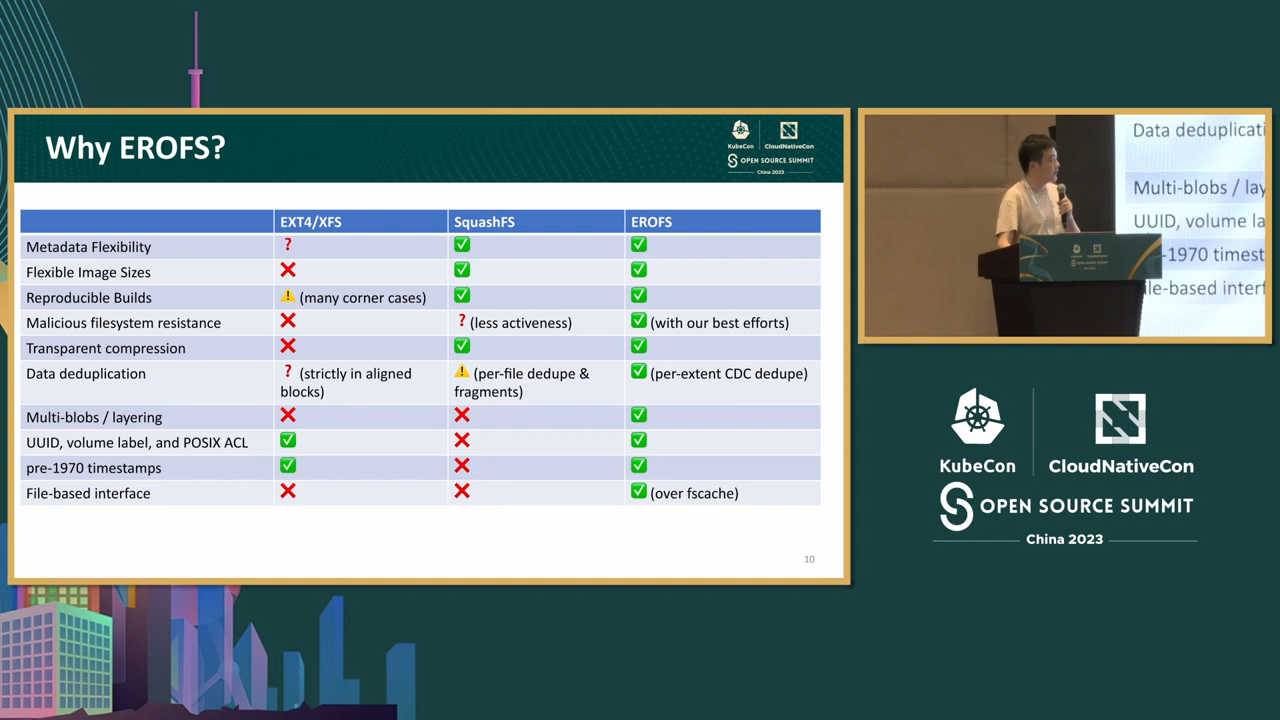 Why EROFS?
KubeCon
CloudNativeCon
OPEN SOURCE SUMMIT
China 2023
EXT4/XFS SquashFS EROFS
Metadata Flexibility ❓ ✅ ✅
Flexible Image Sizes ❌ ✅ ✅
Reproducible Builds ⚠️ (many corner cases) ✅ ✅
Malicious filesystem resistance ❌ ❓ (less activeness) ✅ (with our best efforts)
Transparent compression ❌ ✅ ✅
Data deduplication ❓ (strictly in aligned blocks) ⚠️ (per-file dedupe & fragments) ✅ (per-extent CDC dedupe)
Multi-blobs / layering ❌ ❌ ✅
UUID, volume label, and POSIX ACL ✅ ❌ ✅
pre-1970 timestamps ✅ ❌ ✅
File-based interface ❌ ❌ ✅ (over fscache)
10
Data deduplicati
Multi-blobs / lay
UUID, volume la
-1970 timest
ile-based interf
KubeCon
CloudNativeCon
OPEN SOURCE SUMMIT
China 2023